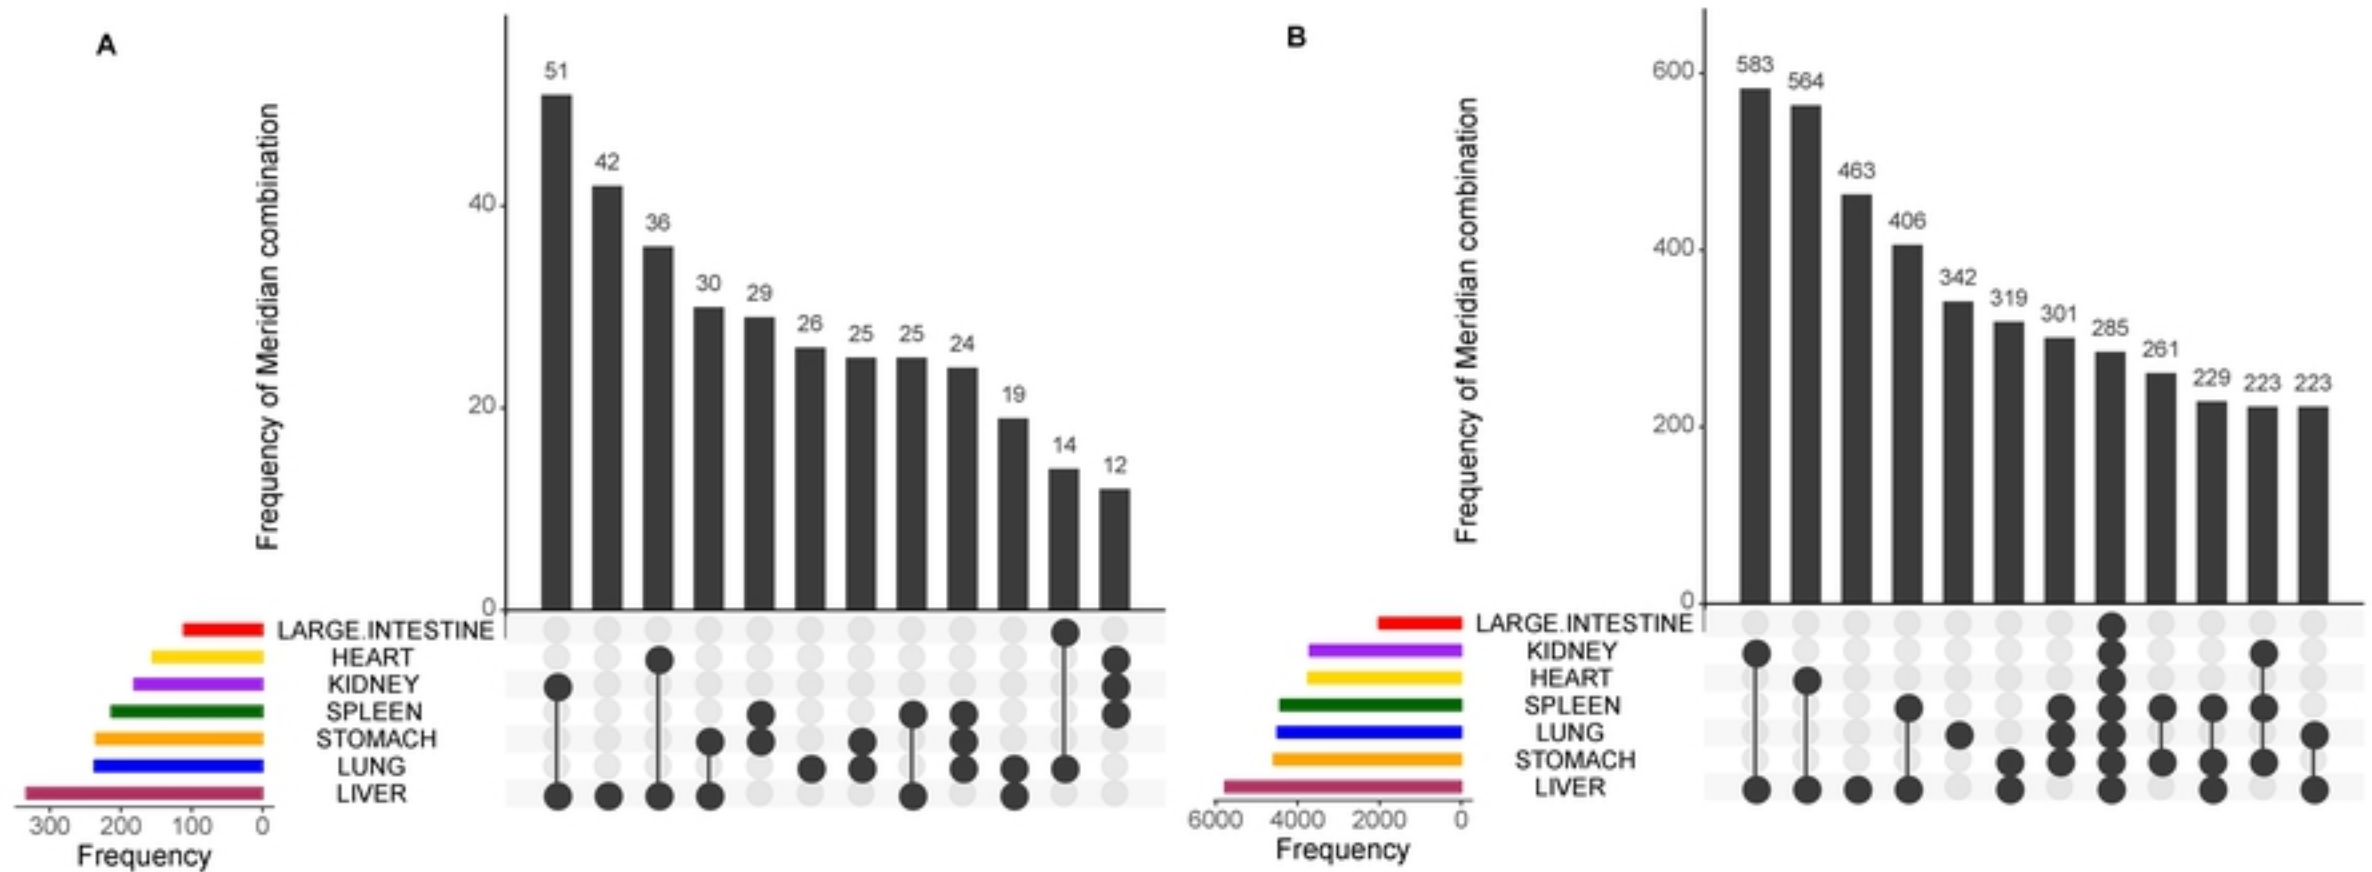 A
Frequency of Meridian combination
51
42
36
30
29
26
25
25
24
19
14
12
40
20
0
LARGE.INTESTINE
HEART
KIDNEY
SPLEEN
STOMACH
LUNG
LIVER
300 200 100 0
Frequency
B
Frequency of Meridian combination
583
564
463
406
342
319
301
285
261
229
223
223
600
400
200
0
LARGE.INTESTINE
KIDNEY
HEART
SPLEEN
LUNG
STOMACH
LIVER
6000 4000 2000 0
Frequency